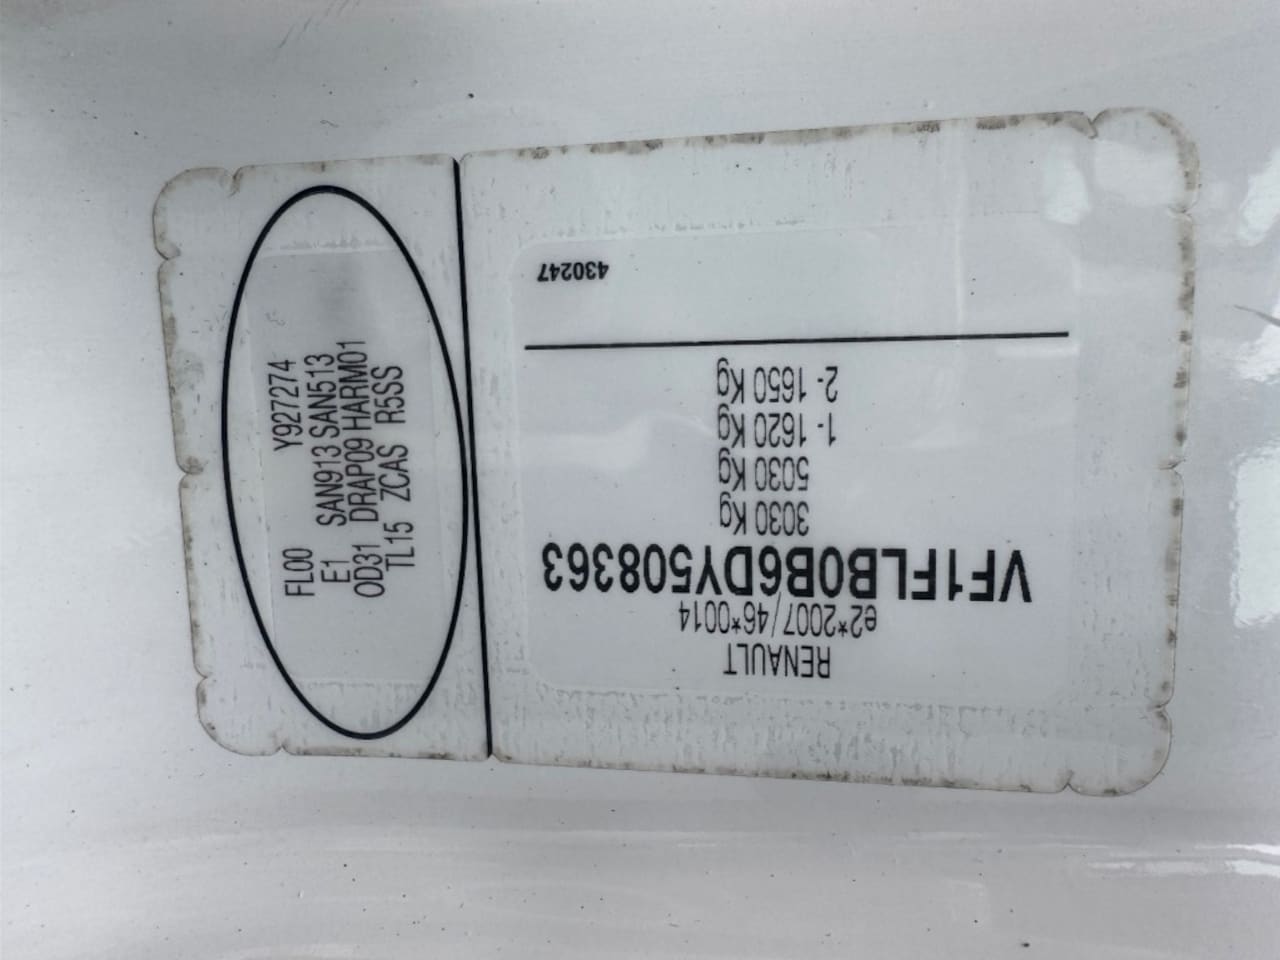 RENAULT
e2*2007/46*0014
VF1FLB0B6DY508363
3030 Kg
5030 Kg
1- 1620 Kg
2- 1650 Kg
430247
FL00 Y927274
E1 SAN913 SAN513
OD31 DRAP09 HARM01
TL15 ZCAS R5SS